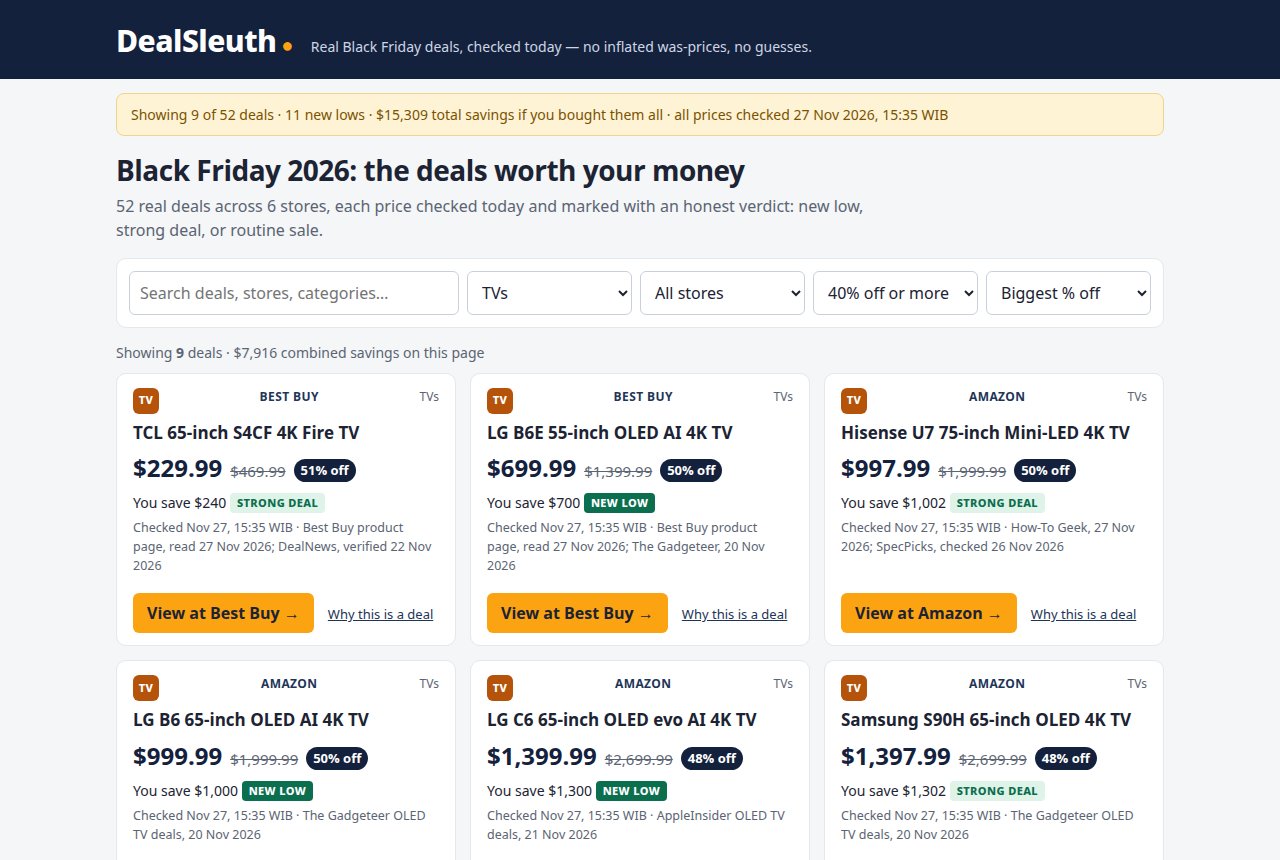 DealSleuth
Real Black Friday deals, checked today — no inflated was-prices, no guesses.
Showing 9 of 52 deals · 11 new lows · $15,309 total savings if you bought them all · all prices checked 27 Nov 2026, 15:35 WIB
Black Friday 2026: the deals worth your money
52 real deals across 6 stores, each price checked today and marked with an honest verdict: new low,
strong deal, or routine sale.
Search deals, stores, categories...
TVs
All stores
40% off or more
Biggest % off
Showing 9 deals · $7,916 combined savings on this page
TV BEST BUY TVs
TCL 65-inch S4CF 4K Fire TV
$229.99 $469.99 51% off
You save $240 STRONG DEAL
Checked Nov 27, 15:35 WIB · Best Buy product
page, read 27 Nov 2026; DealNews, verified 22 Nov
2026
View at Best Buy → Why this is a deal
TV BEST BUY TVs
LG B6E 55-inch OLED AI 4K TV
$699.99 $1,399.99 50% off
You save $700 NEW LOW
Checked Nov 27, 15:35 WIB · Best Buy product
page, read 27 Nov 2026; The Gadgeteer, 20 Nov
2026
View at Best Buy → Why this is a deal
TV AMAZON TVs
Hisense U7 75-inch Mini-LED 4K TV
$997.99 $1,999.99 50% off
You save $1,002 STRONG DEAL
Checked Nov 27, 15:35 WIB · How-To Geek, 27 Nov
2026; SpecPicks, checked 26 Nov 2026
View at Amazon → Why this is a deal
TV AMAZON TVs
LG B6 65-inch OLED AI 4K TV
$999.99 $1,999.99 50% off
You save $1,000 NEW LOW
Checked Nov 27, 15:35 WIB · The Gadgeteer OLED
TV deals, 20 Nov 2026
TV AMAZON TVs
LG C6 65-inch OLED evo AI 4K TV
$1,399.99 $2,699.99 48% off
You save $1,300 NEW LOW
Checked Nov 27, 15:35 WIB · AppleInsider OLED TV
deals, 21 Nov 2026
TV AMAZON TVs
Samsung S90H 65-inch OLED 4K TV
$1,397.99 $2,699.99 48% off
You save $1,302 STRONG DEAL
Checked Nov 27, 15:35 WIB · The Gadgeteer OLED
TV deals, 20 Nov 2026